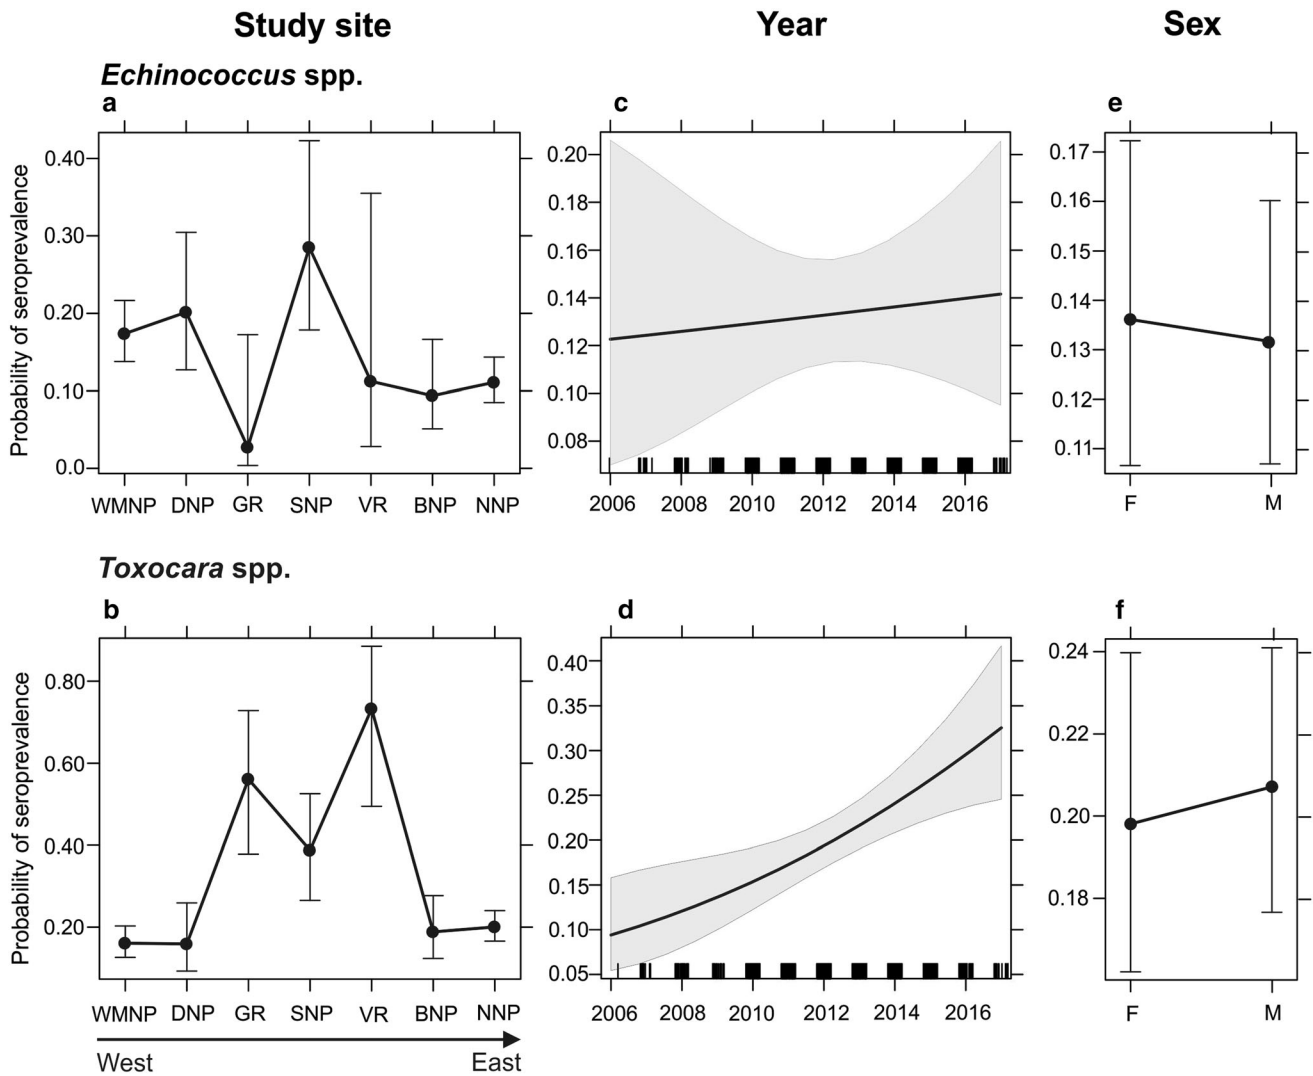 Study site Year Sex
Echinococcus spp.
a c e
Probability of seroprevalence
0.40
0.30
0.20
0.10
0.0
WMNP DNP GR SNP VR BNP NNP
0.20
0.18
0.16
0.14
0.12
0.10
0.08
2006 2008 2010 2012 2014 2016
0.17
0.16
0.15
0.14
0.13
0.12
0.11
F M
Toxocara spp.
b d f
Probability of seroprevalence
0.80
0.60
0.40
0.20
WMNP DNP GR SNP VR BNP NNP
West East
0.40
0.35
0.30
0.25
0.20
0.15
0.10
0.05
2006 2008 2010 2012 2014 2016
0.24
0.22
0.20
0.18
F M